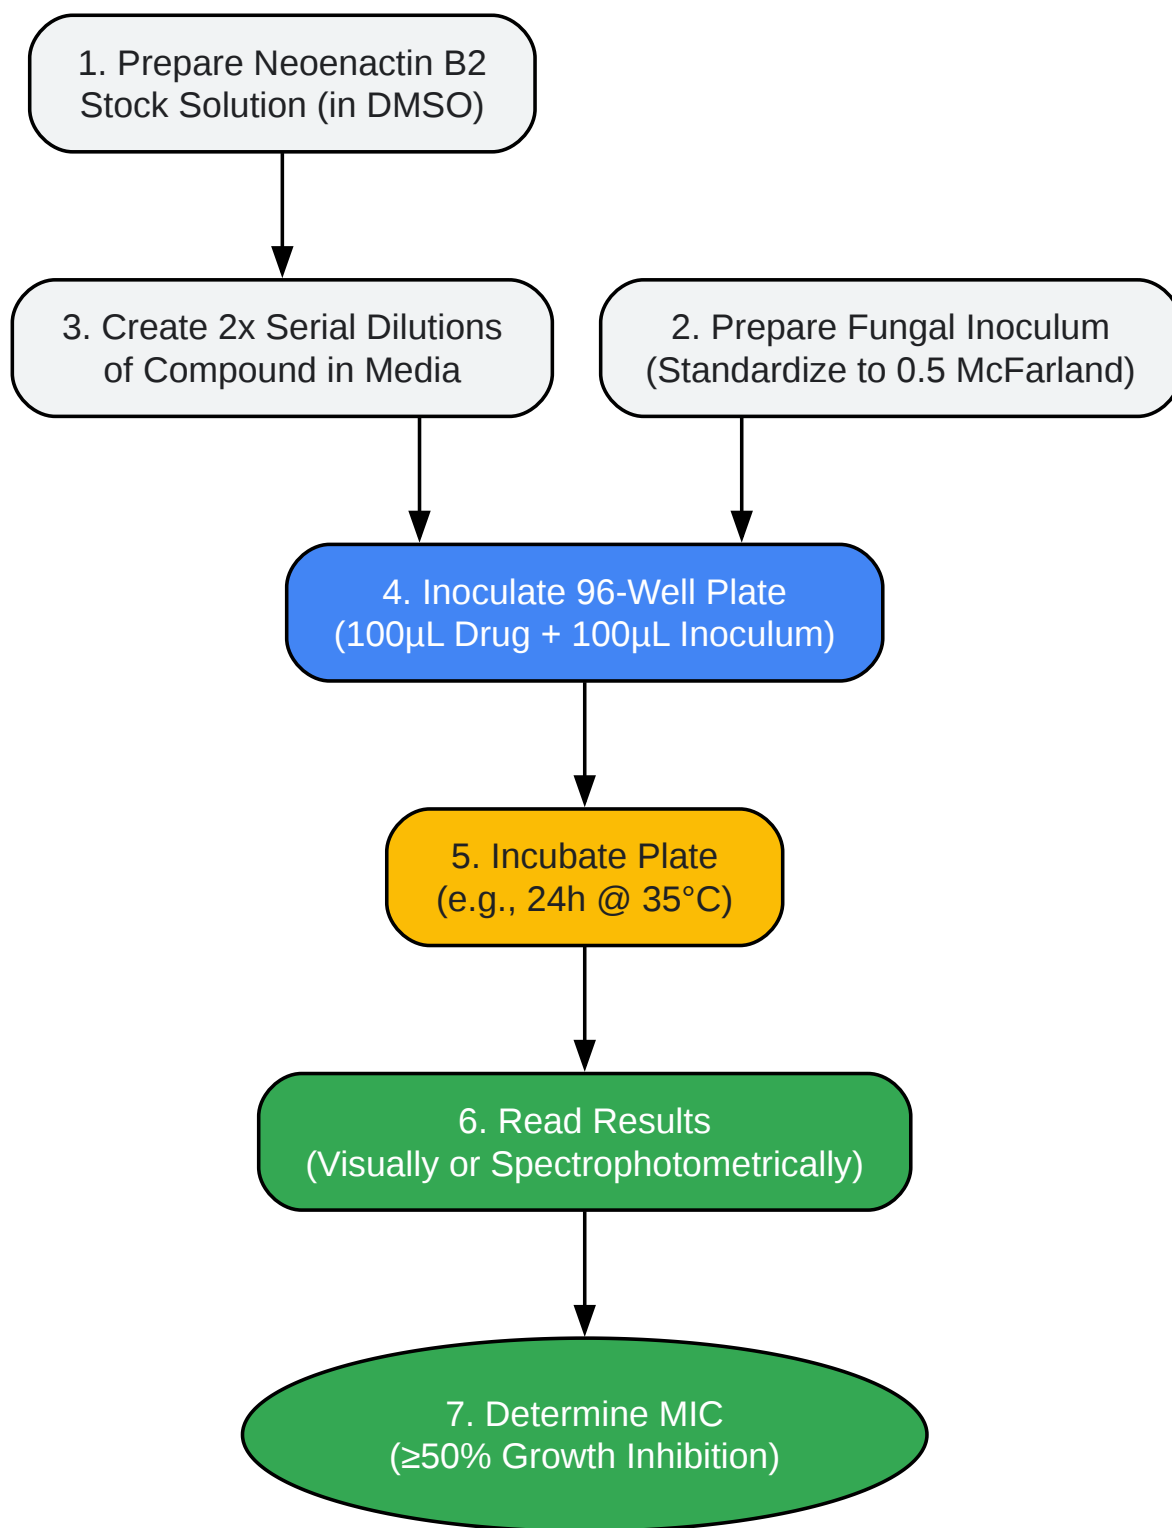 1. Prepare Neoenactin B2
Stock Solution (in DMSO)
3. Create 2x Serial Dilutions
of Compound in Media
2. Prepare Fungal Inoculum
(Standardize to 0.5 McFarland)
4. Inoculate 96-Well Plate
(100µL Drug + 100µL Inoculum)
5. Incubate Plate
(e.g., 24h @ 35°C)
6. Read Results
(Visually or Spectrophotometrically)
7. Determine MIC
(≥50% Growth Inhibition)